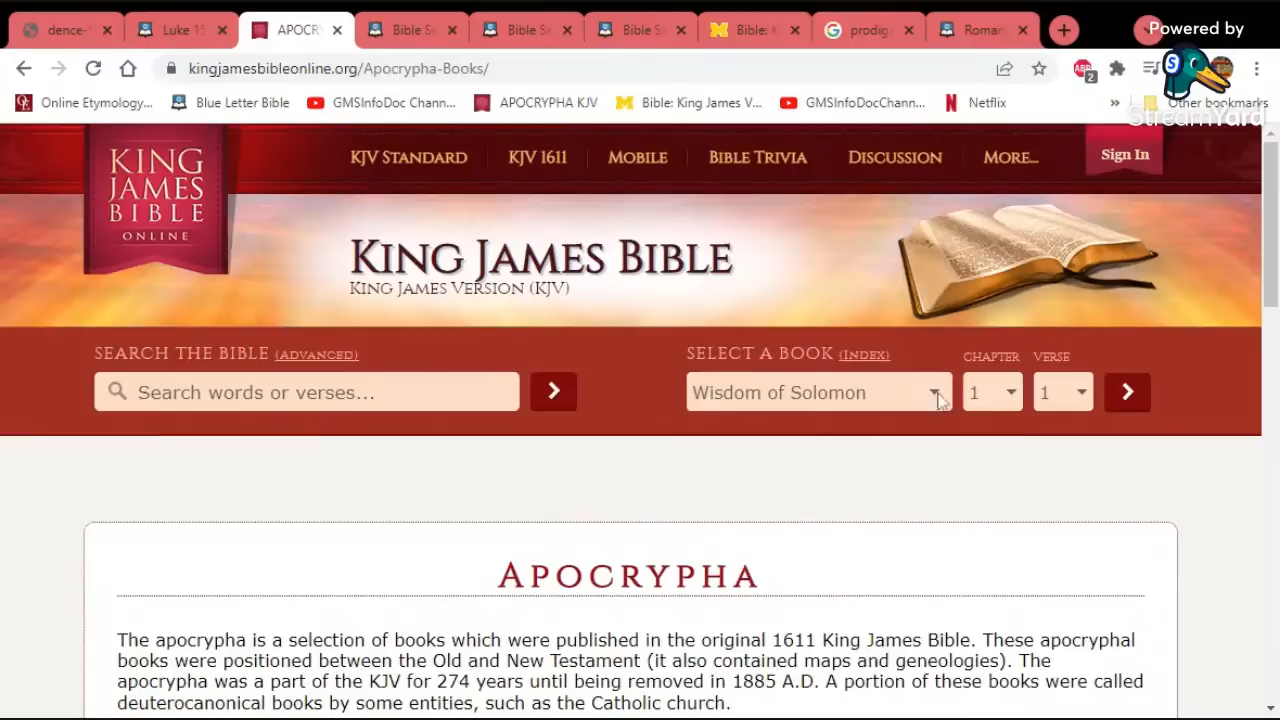 dence-
Luke 15
APOCR
Bible S
Bible S
Bible S
Bible: K
prodig
Roman
Powered by
kingjamesbibleonline.org/Apocrypha-Books/
ABP
2
S
StreamYard
Online Etymology...
Blue Letter Bible
GMSInfoDoc Chann...
APOCRYPHA KJV
Bible: King James V...
GMSInfoDocChann...
Netflix
»
Other bookmarks
KING
JAMES
BIBLE
ONLINE
KJV STANDARD
KJV 1611
MOBILE
BIBLE TRIVIA
DISCUSSION
MORE...
Sign In
KING JAMES BIBLE
KING JAMES VERSION (KJV)
SEARCH THE BIBLE (ADVANCED)
Search words or verses...
SELECT A BOOK (INDEX)
CHAPTER
VERSE
Wisdom of Solomon
1
1
APOCRYPHA
The apocrypha is a selection of books which were published in the original 1611 King James Bible. These apocryphal
books were positioned between the Old and New Testament (it also contained maps and geneologies). The
apocrypha was a part of the KJV for 274 years until being removed in 1885 A.D. A portion of these books were called
deuterocanonical books by some entities, such as the Catholic church.